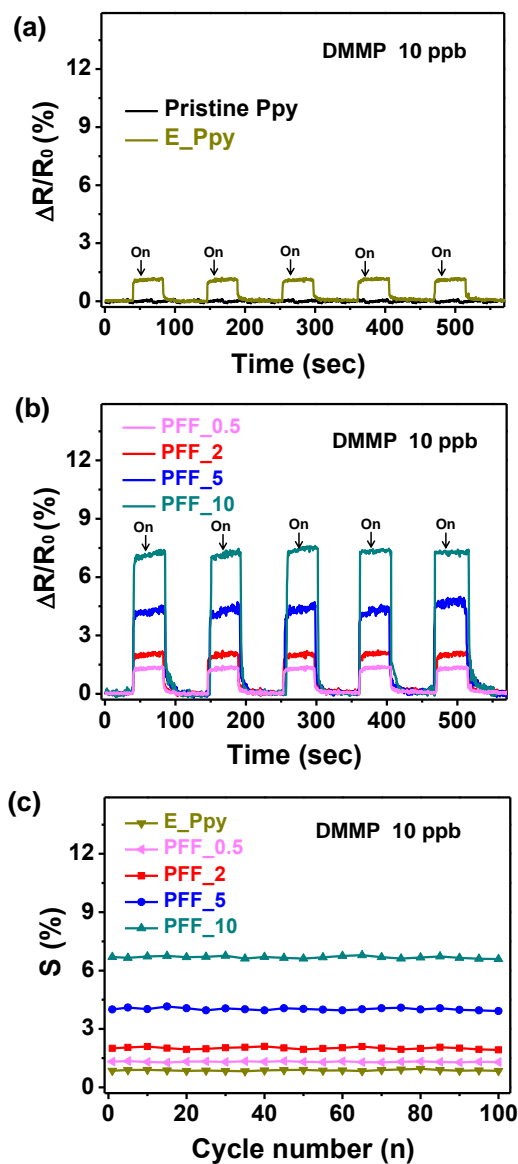 (a)
DMMP 10 ppb
Pristine Ppy
E_Ppy
ΔR/R₀ (%)
12
9
6
3
0
On On On On On
0 100 200 300 400 500
Time (sec)
(b)
PFF_0.5
PFF_2
PFF_5
PFF_10
DMMP 10 ppb
ΔR/R₀ (%)
12
9
6
3
0
On On On On On
0 100 200 300 400 500
Time (sec)
(c)
E_Ppy
PFF_0.5
PFF_2
PFF_5
PFF_10
DMMP 10 ppb
S (%)
12
9
6
3
0
0 20 40 60 80 100
Cycle number (n)